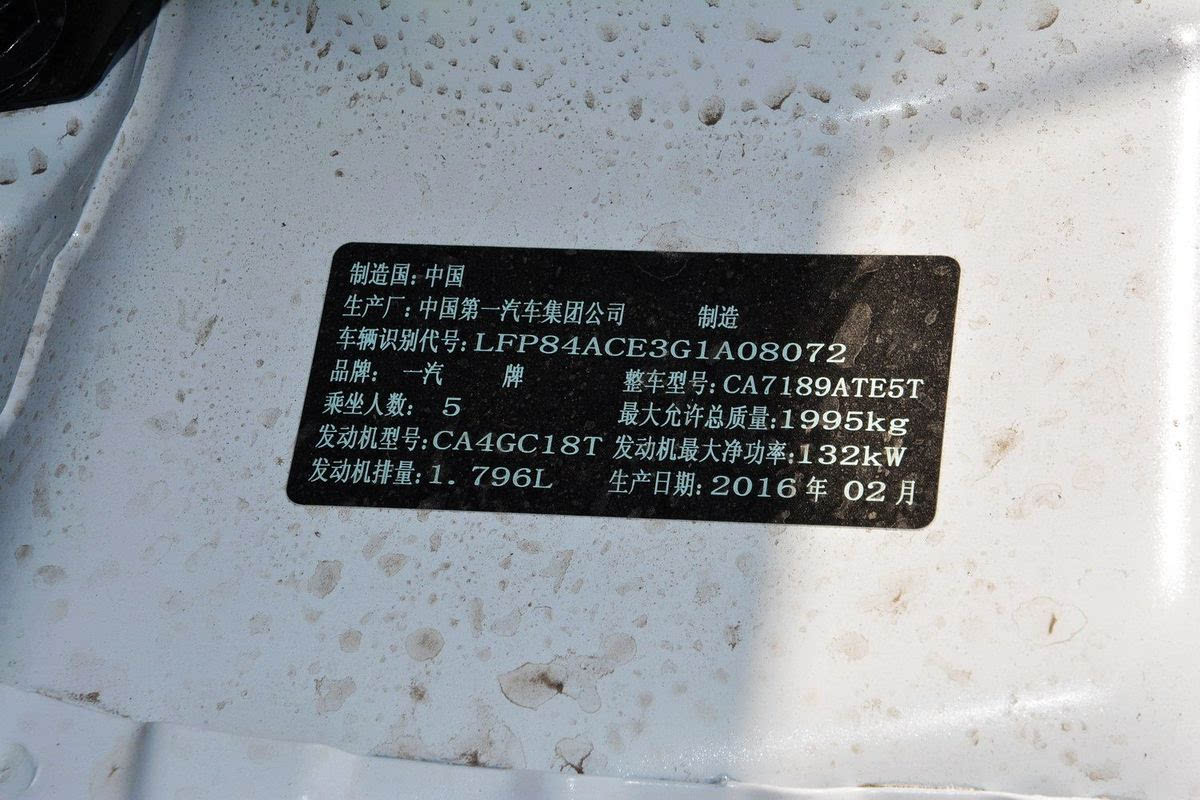 制造国:中国
生产厂:中国第一汽车集团公司 制造
车辆识别代号:LFP84ACE3G1A08072
品牌: 一汽 牌 整车型号:CA7189ATE5T
乘坐人数: 5 最大允许总质量:1995kg
发动机型号:CA4GC18T 发动机最大净功率:132kW
发动机排量:1. 796L 生产日期:2016 年 02 月